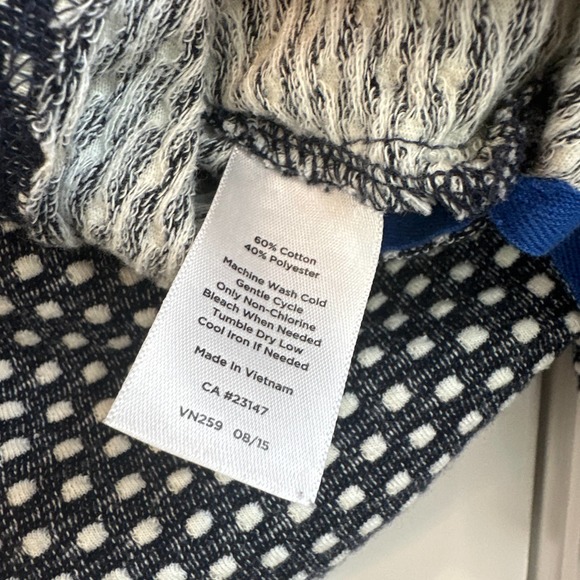 60% Cotton
40% Polyester
Machine Wash Cold
Gentle Cycle
Only Non-Chlorine
Bleach When Needed
Tumble Dry Low
Cool Iron If Needed
Made In Vietnam
CA #23147
VN259 08/15